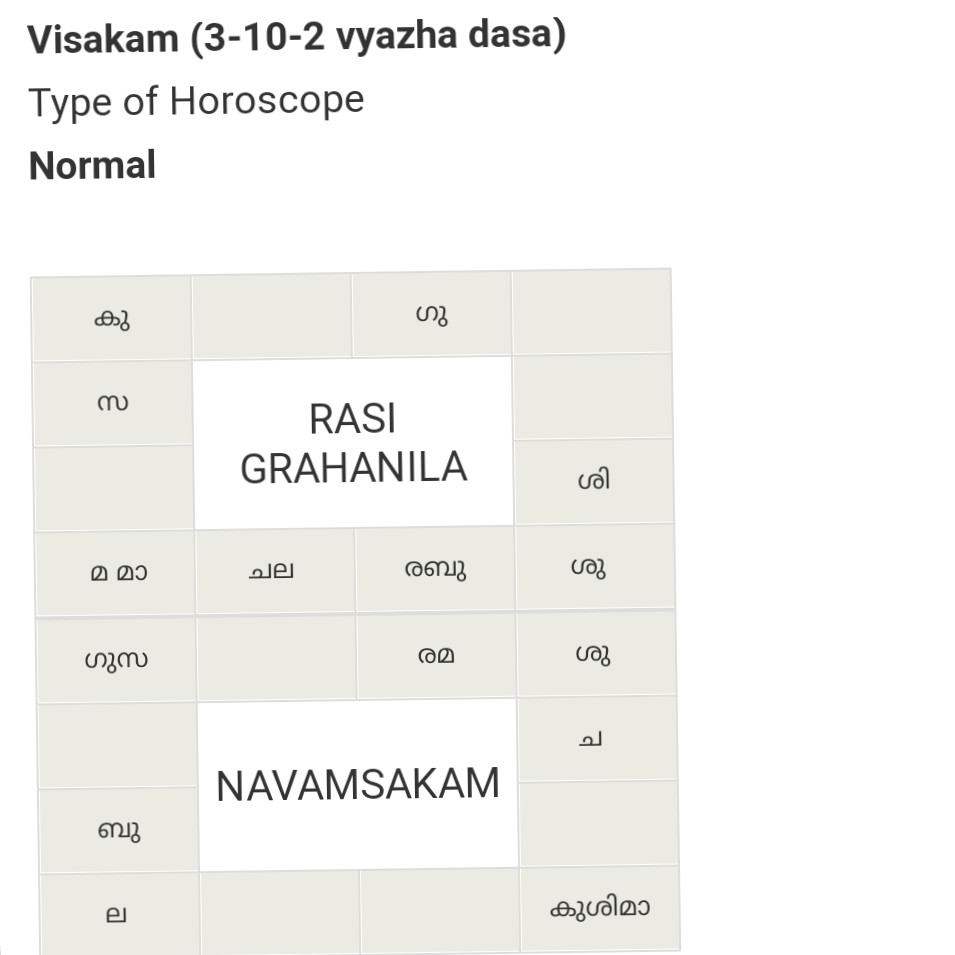 Visakam (3-10-2 vyazha dasa)
Type of Horoscope
Normal
കു ഗു
സ
RASI
GRAHANILA
ശി
മ മാ ചല രബു ശു
ഗുസ രമ ശു
ച
NAVAMSAKAM
ബു
ല കുശിമാ